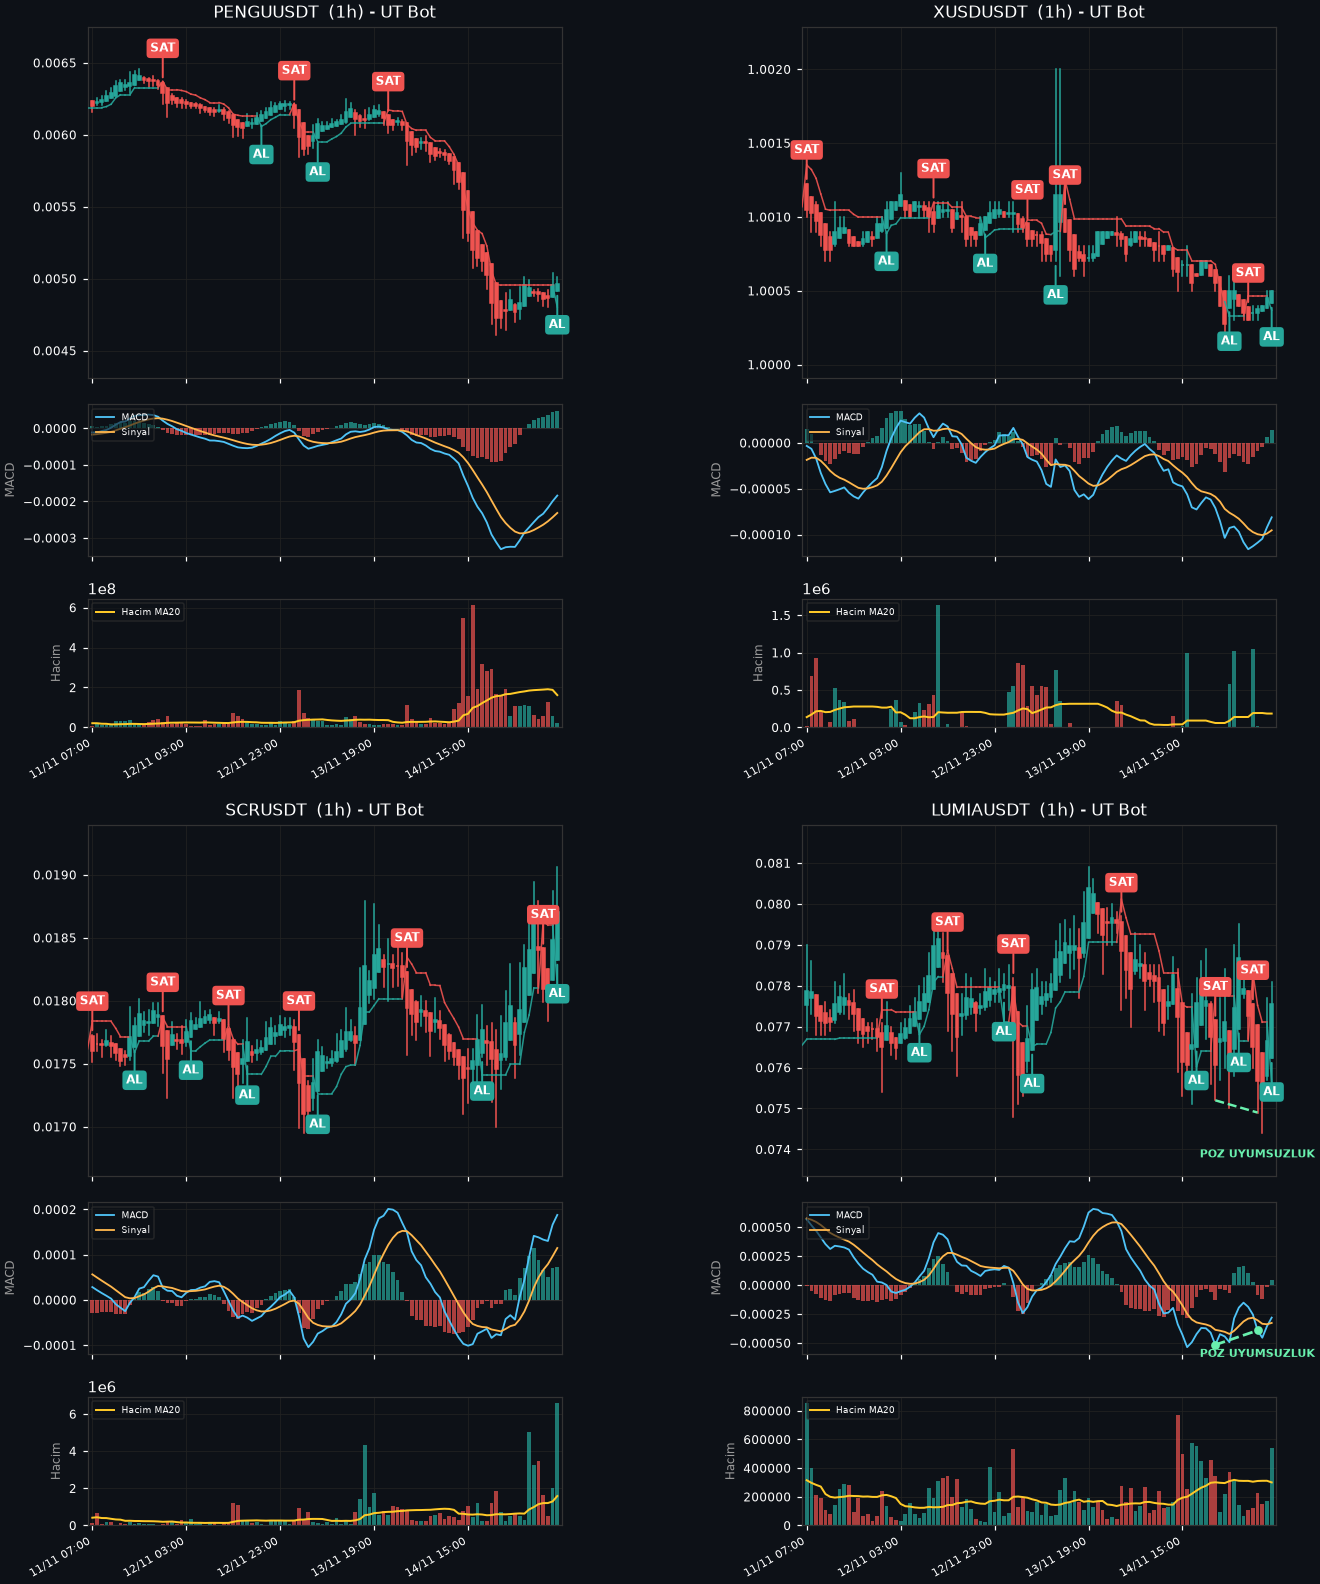 PENGUUSDT  (1h) - UT Bot
0.0065
0.0060
0.0055
0.0050
0.0045
SAT
SAT
SAT
AL
AL
AL
MACD
0.0000
−0.0001
−0.0002
−0.0003
MACD
Sinyal
1e8
Hacim
6
4
2
0
Hacim MA20
11/11 07:00
12/11 03:00
12/11 23:00
13/11 19:00
14/11 15:00
XUSDUSDT  (1h) - UT Bot
1.0020
1.0015
1.0010
1.0005
1.0000
SAT
SAT
SAT
SAT
SAT
AL
AL
AL
AL
AL
MACD
0.00000
−0.00005
−0.00010
MACD
Sinyal
1e6
Hacim
1.5
1.0
0.5
0.0
Hacim MA20
11/11 07:00
12/11 03:00
12/11 23:00
13/11 19:00
14/11 15:00
SCRUSDT  (1h) - UT Bot
0.0190
0.0185
0.0180
0.0175
0.0170
SAT
SAT
SAT
SAT
SAT
SAT
AL
AL
AL
AL
AL
AL
MACD
0.0002
0.0001
0.0000
−0.0001
MACD
Sinyal
1e6
Hacim
6
4
2
0
Hacim MA20
11/11 07:00
12/11 03:00
12/11 23:00
13/11 19:00
14/11 15:00
LUMIAUSDT  (1h) - UT Bot
0.081
0.080
0.079
0.078
0.077
0.076
0.075
0.074
SAT
SAT
SAT
SAT
SAT
SAT
AL
AL
AL
AL
AL
AL
POZ UYUMSUZLUK
MACD
0.00050
0.00025
0.00000
−0.00025
−0.00050
MACD
Sinyal
POZ UYUMSUZLUK
Hacim
800000
600000
400000
200000
0
Hacim MA20
11/11 07:00
12/11 03:00
12/11 23:00
13/11 19:00
14/11 15:00